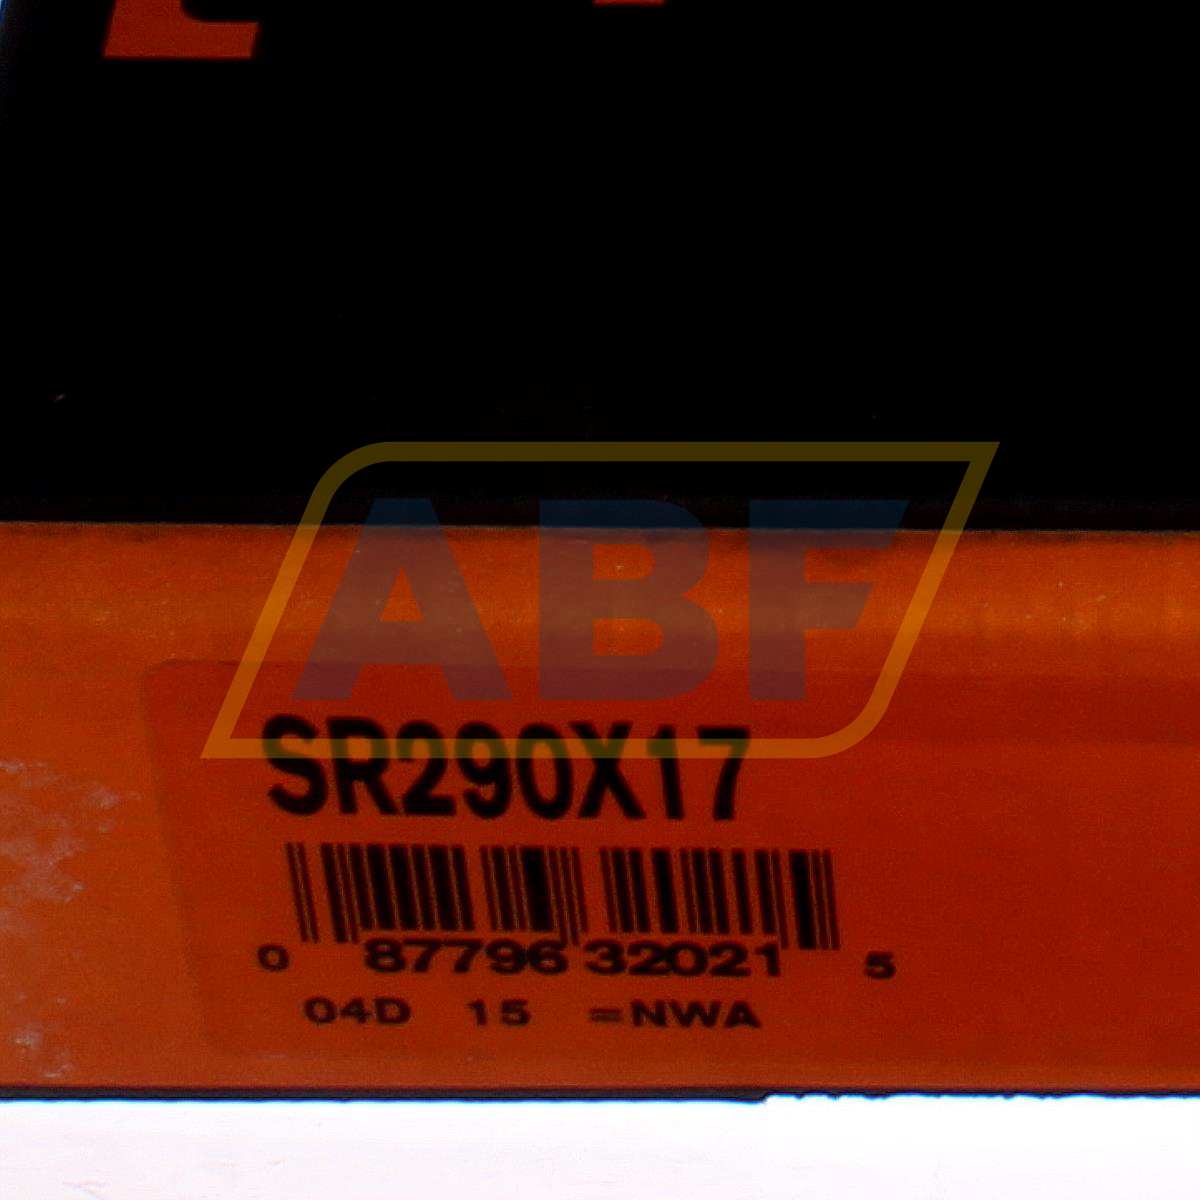 ABF
SR290X17
0 87796 32021 5
04D 15 =NWA